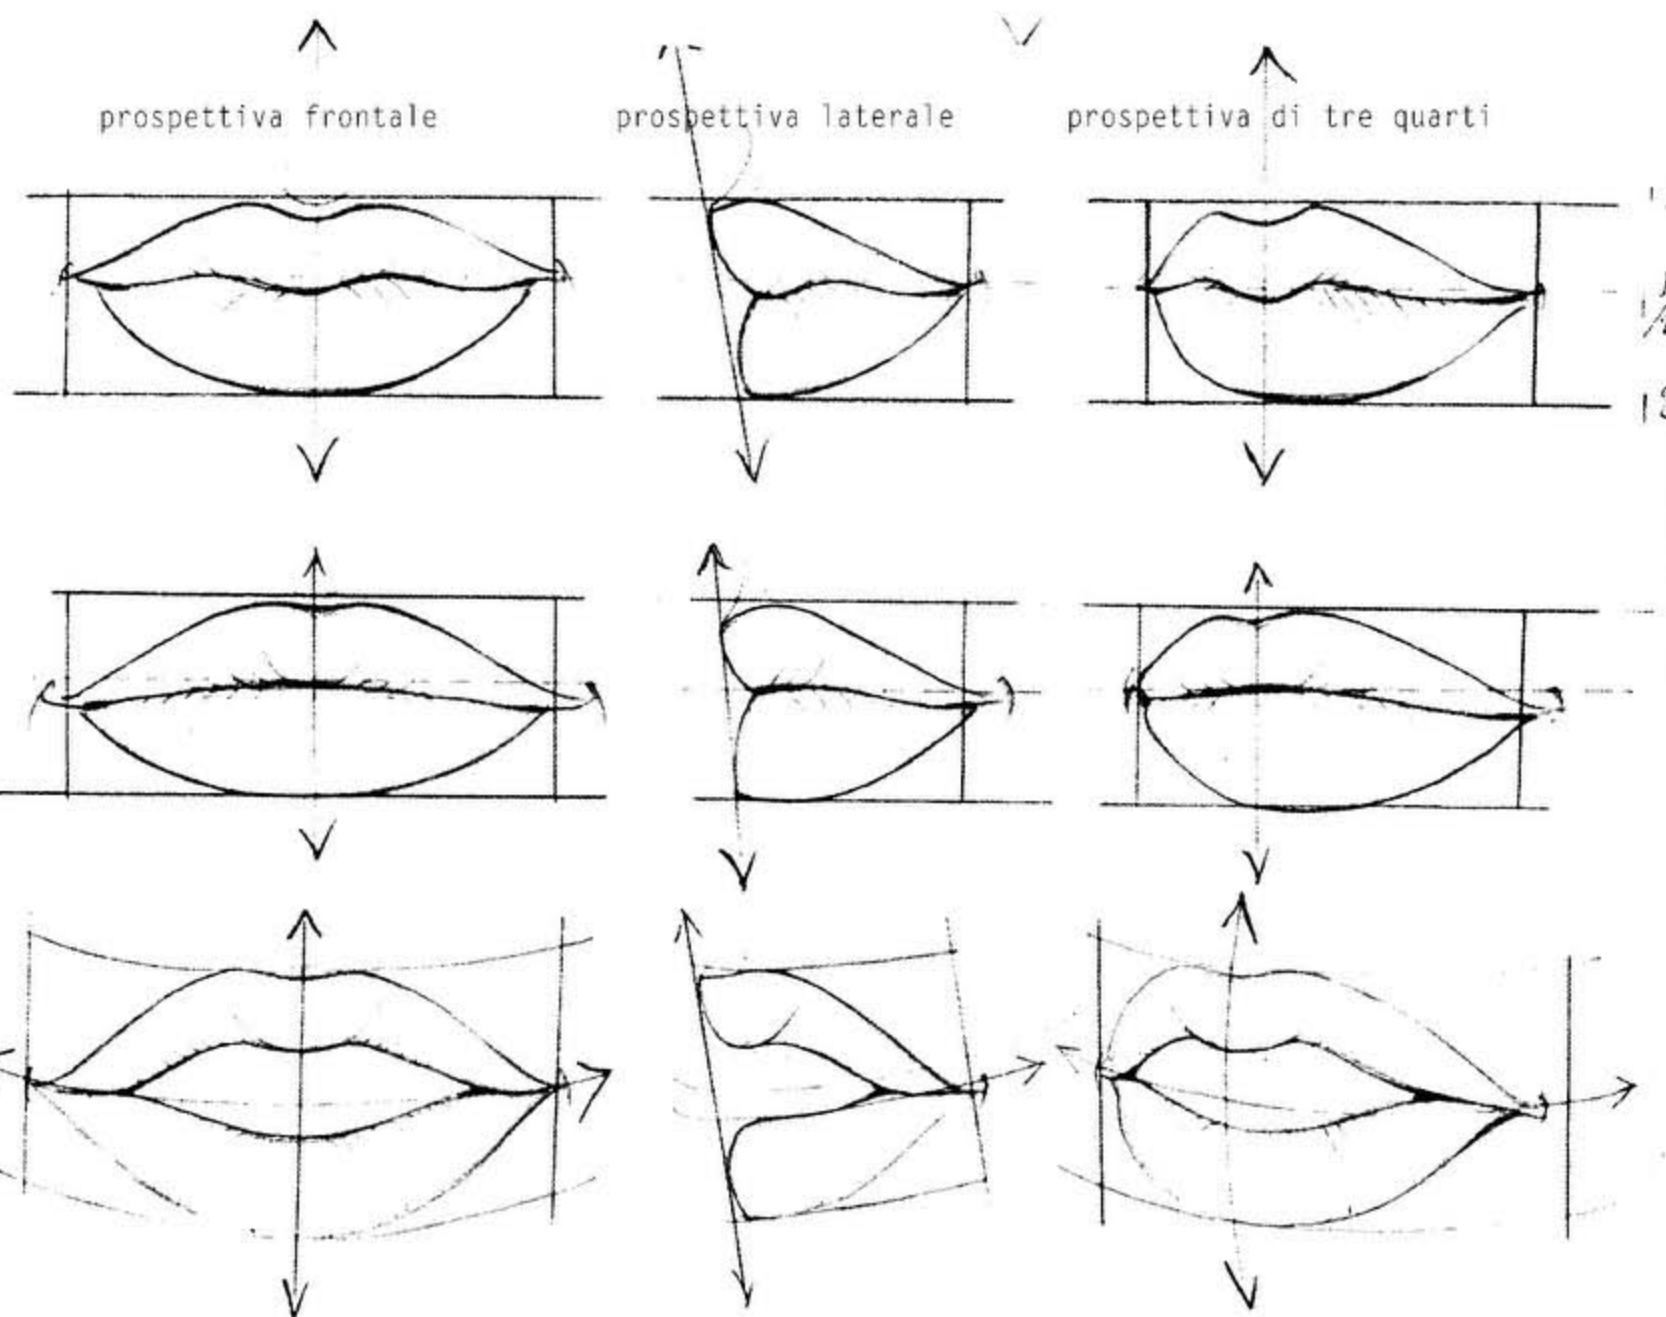 prospettiva frontale
prospettiva laterale
prospettiva di tre quarti